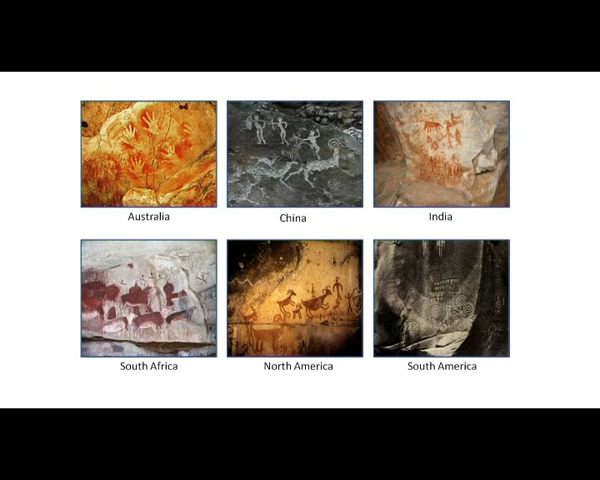 Australia
China
India
South Africa
North America
South America